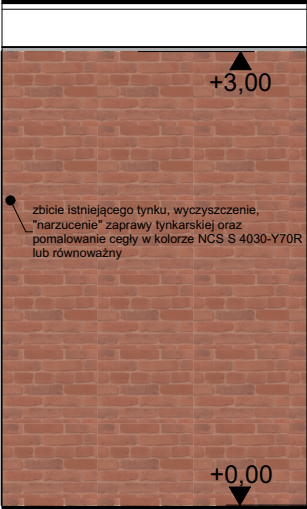 +3,00
zbicie istniejącego tynku, wyczyszczenie,
"narzucenie" zaprawy tynkarskiej oraz
pomalowanie cegły w kolorze NCS S 4030-Y70R
lub równoważny
+0,00